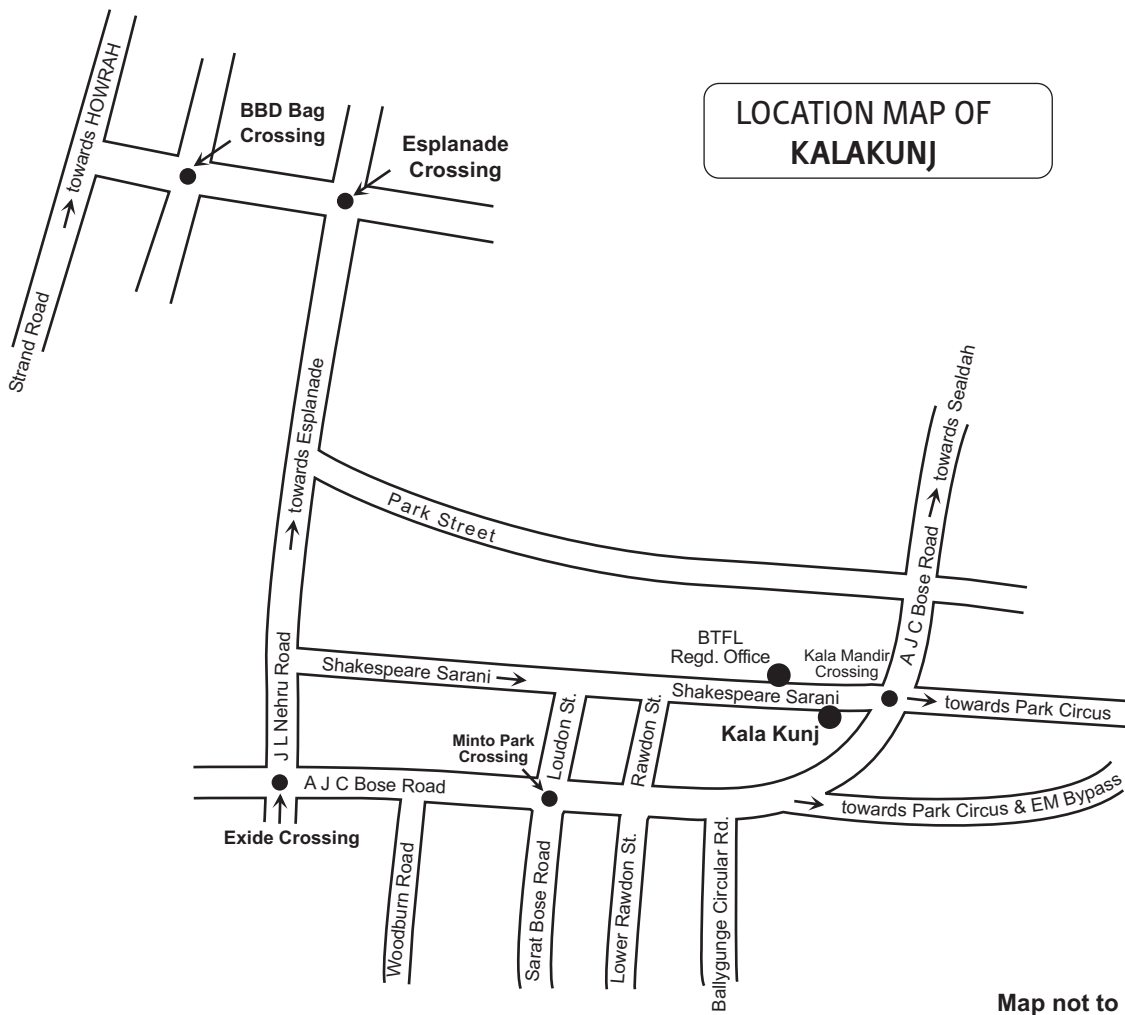 LOCATION MAP OF
KALAKUNJ
towards HOWRAH
Strand Road
BBD Bag
Crossing
Esplanade
Crossing
towards Esplanade
J L Nehru Road
Park Street
towards Sealdah
A J C Bose Road
BTFL
Regd. Office
Kala Mandir
Crossing
Shakespeare Sarani
Shakespeare Sarani
towards Park Circus
Kala Kunj
Loudon St.
Rawdon St.
Minto Park
Crossing
A J C Bose Road
towards Park Circus & EM Bypass
Exide Crossing
Woodburn Road
Sarat Bose Road
Lower Rawdon St.
Ballygunge Circular Rd.
Map not to